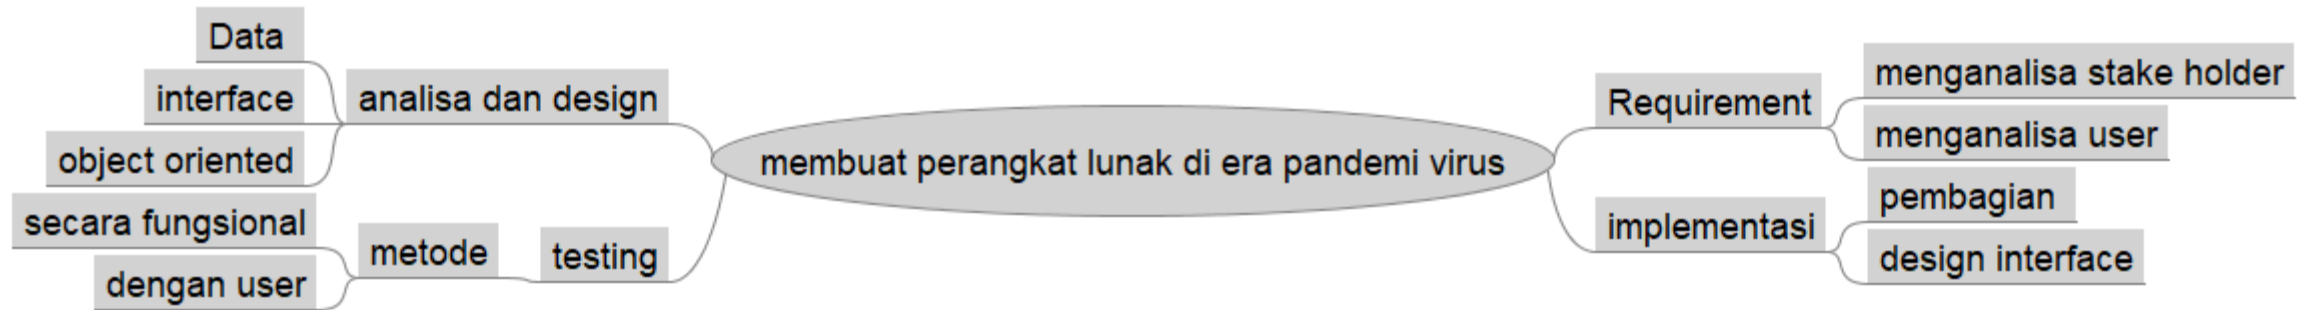 Data
interface
object oriented
analisa dan design
secara fungsional
dengan user
metode
testing
membuat perangkat lunak di era pandemi virus
Requirement
menganalisa stake holder
menganalisa user
implementasi
pembagian
design interface